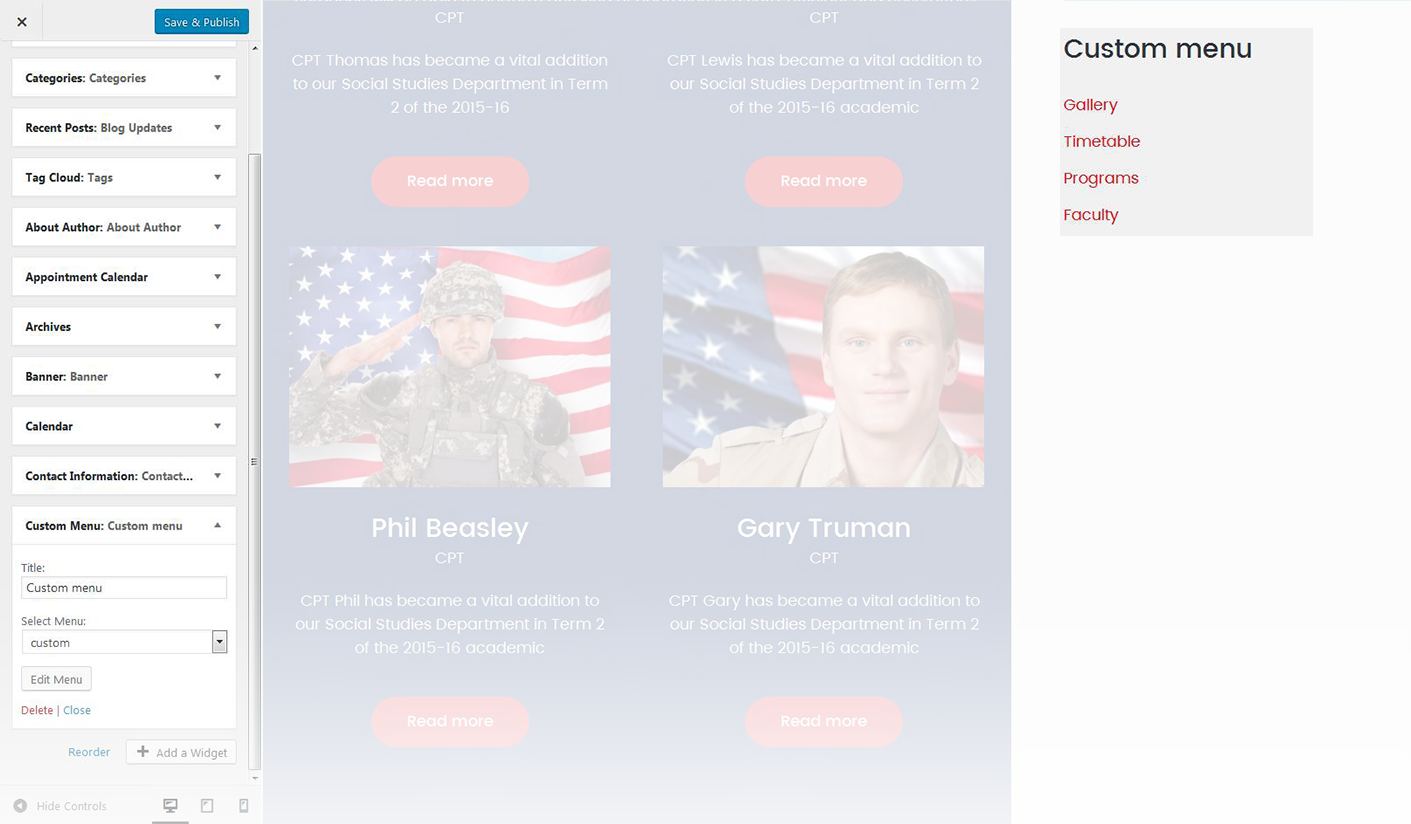 Save & Publish
Categories: Categories
Recent Posts: Blog Updates
Tag Cloud: Tags
About Author: About Author
Appointment Calendar
Archives
Banner: Banner
Calendar
Contact Information: Contact...
Custom Menu: Custom menu
Title:
Custom menu
Select Menu:
custom
Edit Menu
Delete | Close
Reorder
Add a Widget
Hide Controls
CPT
CPT Thomas has became a vital addition
to our Social Studies Department in Term
2 of the 2015-16
Read more
CPT
CPT Lewis has became a vital addition to
our Social Studies Department in Term 2
of the 2015-16 academic
Read more
Phil Beasley
CPT
CPT Phil has became a vital addition to
our Social Studies Department in Term 2
of the 2015-16 academic
Read more
Gary Truman
CPT
CPT Gary has became a vital addition to
our Social Studies Department in Term 2
of the 2015-16 academic
Read more
Custom menu
Gallery
Timetable
Programs
Faculty